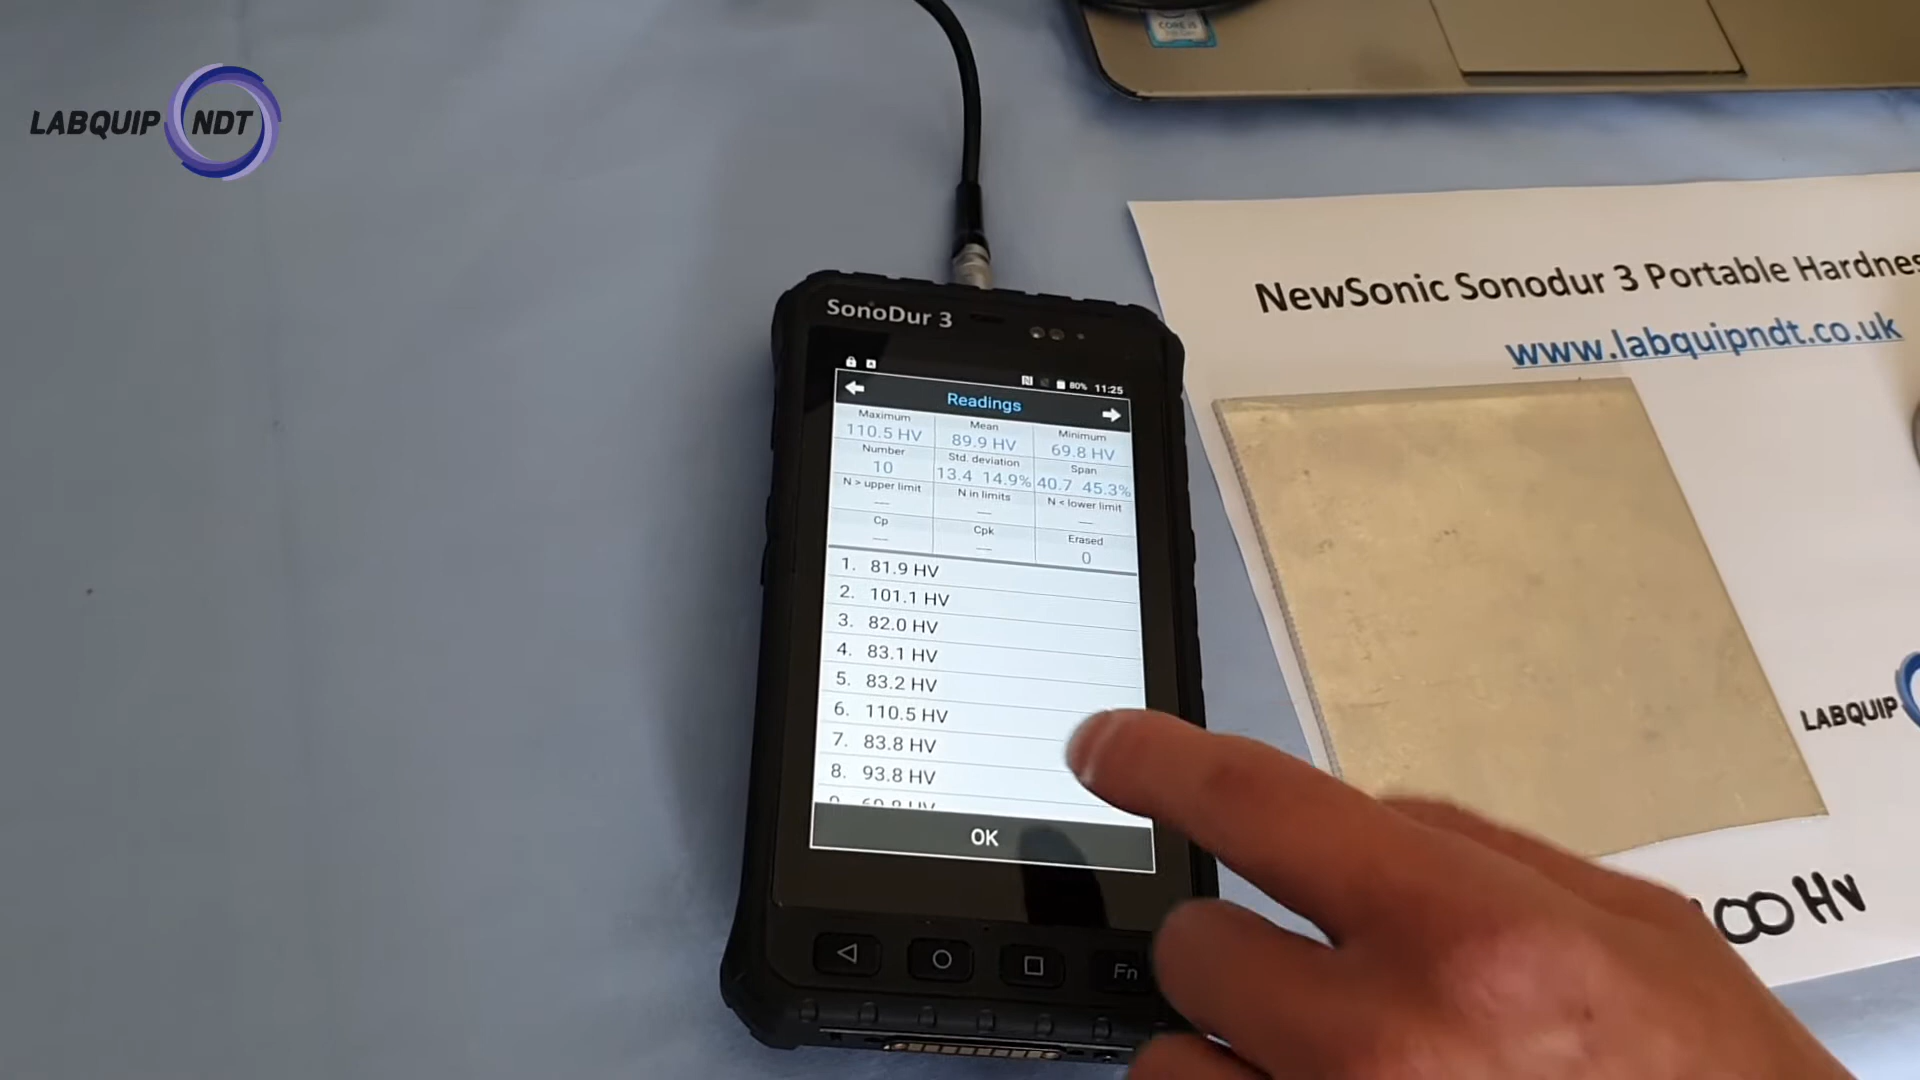 LABQUIP NDT
CORE i5
NewSonic Sonodur 3 Portable Hardnes
www.labquipndt.co.uk
SonoDur 3
80% 11:25
Readings
Maximum Mean Minimum
110.5 HV 89.9 HV 69.8 HV
Number Std. deviation Span
10 13.4 14.9% 40.7 45.3%
N > upper limit N in limits N < lower limit
— — —
Cp Cpk Erased
— — 0
1. 81.9 HV
2. 101.1 HV
3. 82.0 HV
4. 83.1 HV
5. 83.2 HV
6. 110.5 HV
7. 83.8 HV
8. 93.8 HV
OK
Fn
LABQUIP
00 HV